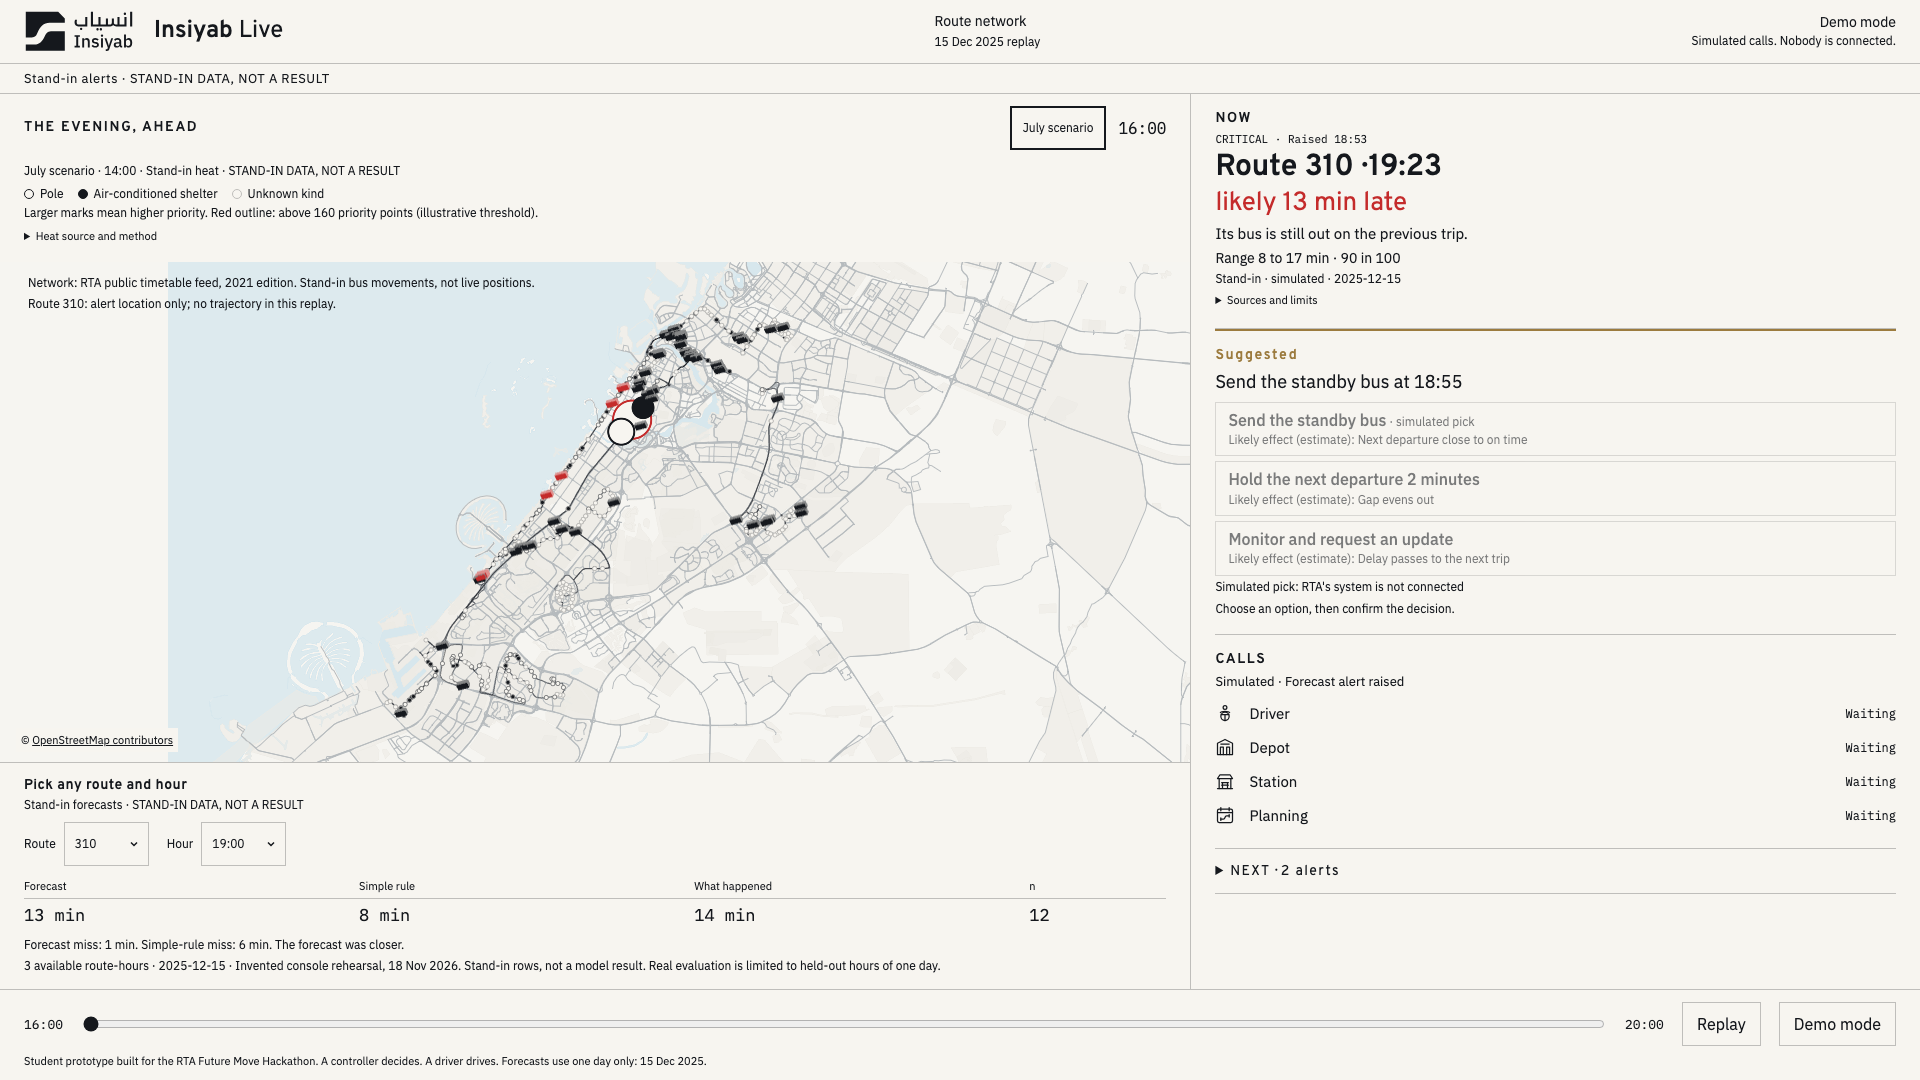 انسياب
Insiyab
Insiyab Live
Route network
15 Dec 2025 replay
Demo mode
Simulated calls. Nobody is connected.
Stand-in alerts · STAND-IN DATA, NOT A RESULT
THE EVENING, AHEAD
July scenario
16:00
July scenario · 14:00 · Stand-in heat · STAND-IN DATA, NOT A RESULT
Pole
Air-conditioned shelter
Unknown kind
Larger marks mean higher priority. Red outline: above 160 priority points (illustrative threshold).
Heat source and method
Network: RTA public timetable feed, 2021 edition. Stand-in bus movements, not live positions.
Route 310: alert location only; no trajectory in this replay.
© OpenStreetMap contributors
Pick any route and hour
Stand-in forecasts · STAND-IN DATA, NOT A RESULT
Route 310 Hour 19:00
Forecast Simple rule What happened n
13 min 8 min 14 min 12
Forecast miss: 1 min. Simple-rule miss: 6 min. The forecast was closer.
3 available route-hours · 2025-12-15 · Invented console rehearsal, 18 Nov 2026. Stand-in rows, not a model result. Real evaluation is limited to held-out hours of one day.
NOW
CRITICAL · Raised 18:53
Route 310 ·19:23
likely 13 min late
Its bus is still out on the previous trip.
Range 8 to 17 min · 90 in 100
Stand-in · simulated · 2025-12-15
Sources and limits
Suggested
Send the standby bus at 18:55
Send the standby bus · simulated pick
Likely effect (estimate): Next departure close to on time
Hold the next departure 2 minutes
Likely effect (estimate): Gap evens out
Monitor and request an update
Likely effect (estimate): Delay passes to the next trip
Simulated pick: RTA's system is not connected
Choose an option, then confirm the decision.
CALLS
Simulated · Forecast alert raised
Driver Waiting
Depot Waiting
Station Waiting
Planning Waiting
NEXT · 2 alerts
16:00
20:00
Replay
Demo mode
Student prototype built for the RTA Future Move Hackathon. A controller decides. A driver drives. Forecasts use one day only: 15 Dec 2025.